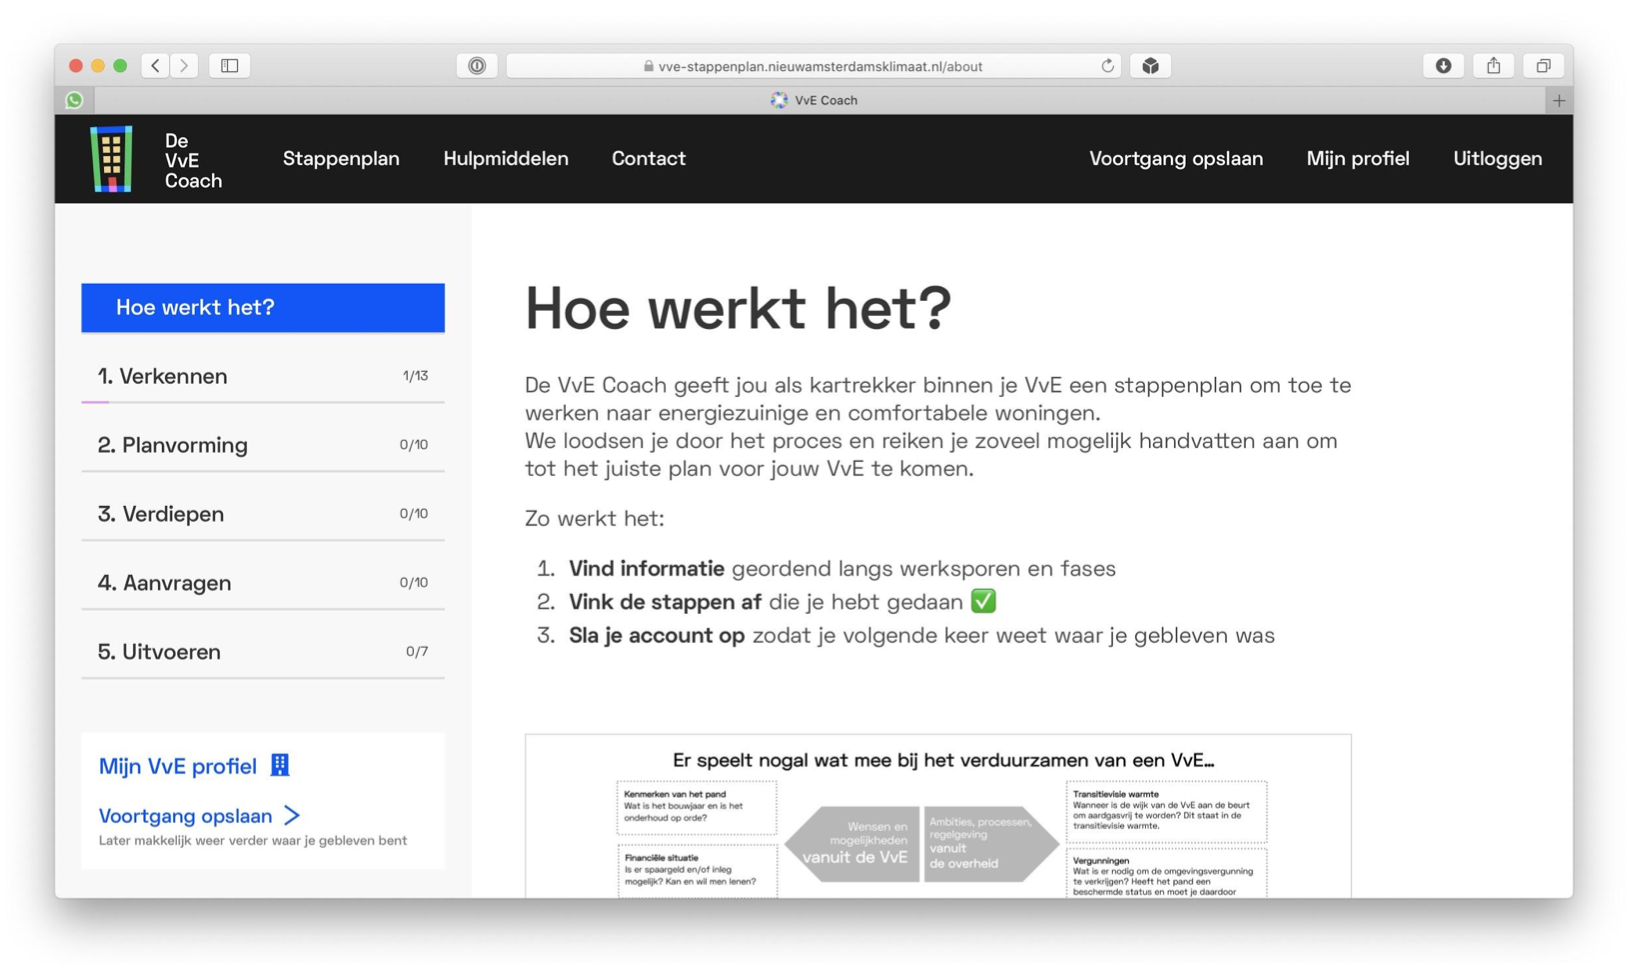 vve-stappenplan.nieuwamsterdamsklimaat.nl/about
VvE Coach
De
VvE
Coach
Stappenplan
Hulpmiddelen
Contact
Voortgang opslaan
Mijn profiel
Uitloggen
Hoe werkt het?
1. Verkennen 1/13
2. Planvorming 0/10
3. Verdiepen 0/10
4. Aanvragen 0/10
5. Uitvoeren 0/7
Mijn VvE profiel
Voortgang opslaan
Later makkelijk weer verder waar je gebleven bent
Hoe werkt het?
De VvE Coach geeft jou als kartrekker binnen je VvE een stappenplan om toe te
werken naar energiezuinige en comfortabele woningen.
We loodsen je door het proces en reiken je zoveel mogelijk handvatten aan om
tot het juiste plan voor jouw VvE te komen.
Zo werkt het:
1. Vind informatie geordend langs werksporen en fases
2. Vink de stappen af die je hebt gedaan ✅
3. Sla je account op zodat je volgende keer weet waar je gebleven was
Er speelt nogal wat mee bij het verduurzamen van een VvE...
Kenmerken van het pand
Wat is het bouwjaar en is het
onderhoud op orde?
Financiële situatie
Is er spaargeld en/of inleg
mogelijk? Kan en wil men lenen?
Wensen en
mogelijkheden
vanuit de VvE
Ambities, processen,
regelgeving
vanuit
de overheid
Transitievisie warmte
Wanneer is de wijk van de VvE aan de beurt
om aardgasvrij te worden? Dit staat in de
transitievisie warmte.
Vergunningen
Wat is er nodig om de omgevingsvergunning
te verkrijgen? Heeft het pand een
beschermde status en moet je daardoor